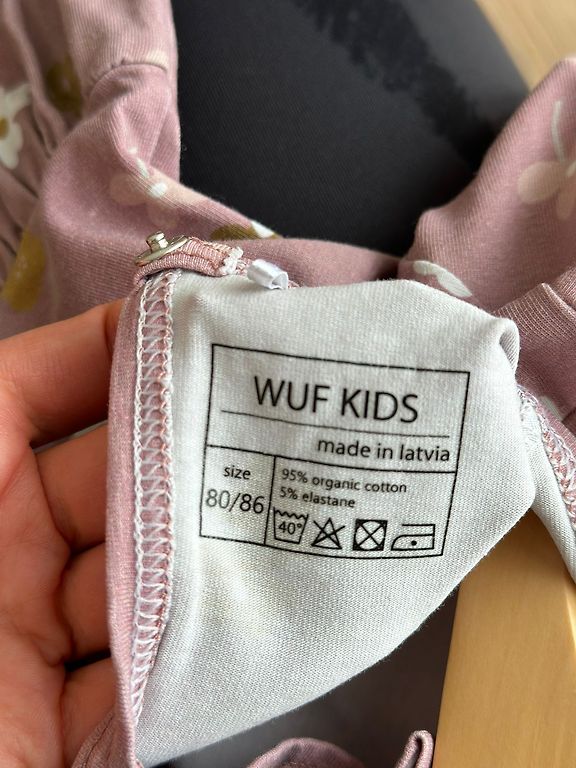 WUF KIDS
made in latvia
size
80/86
95% organic cotton
5% elastane
40°